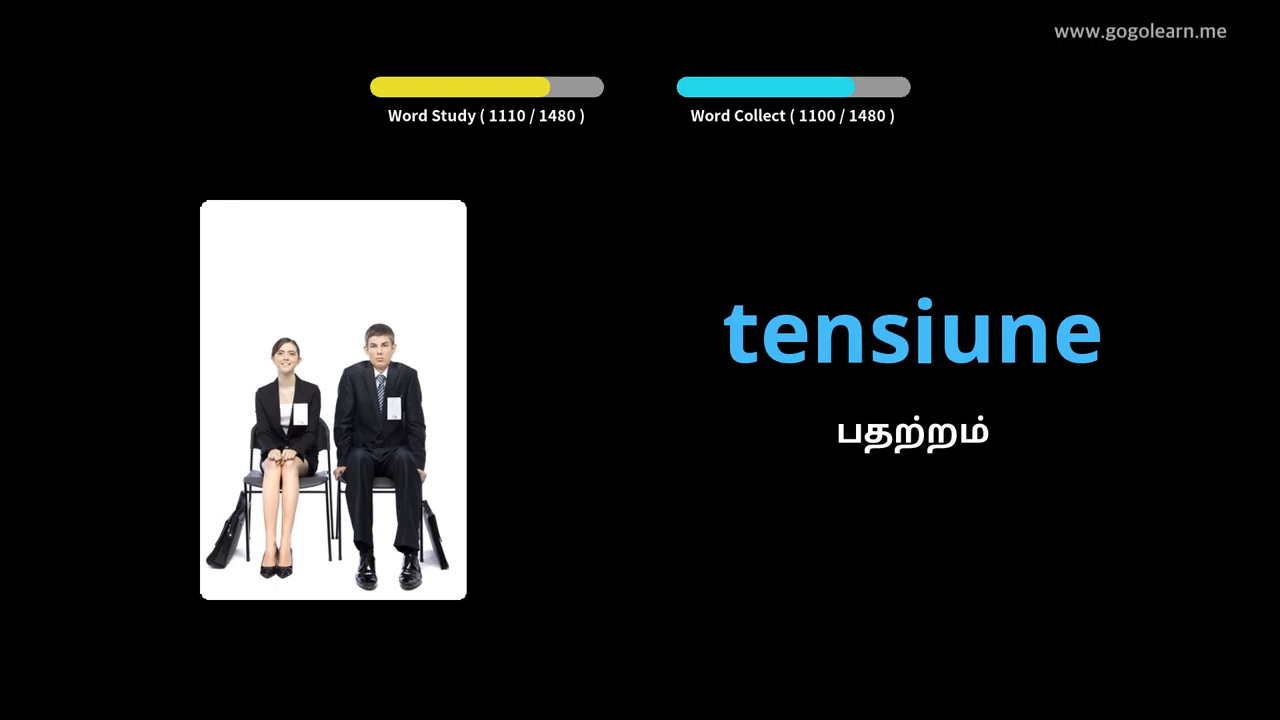 www.gogolearn.me
Word Study ( 1110 / 1480 )
Word Collect ( 1100 / 1480 )
tensiune
பதற்றம்